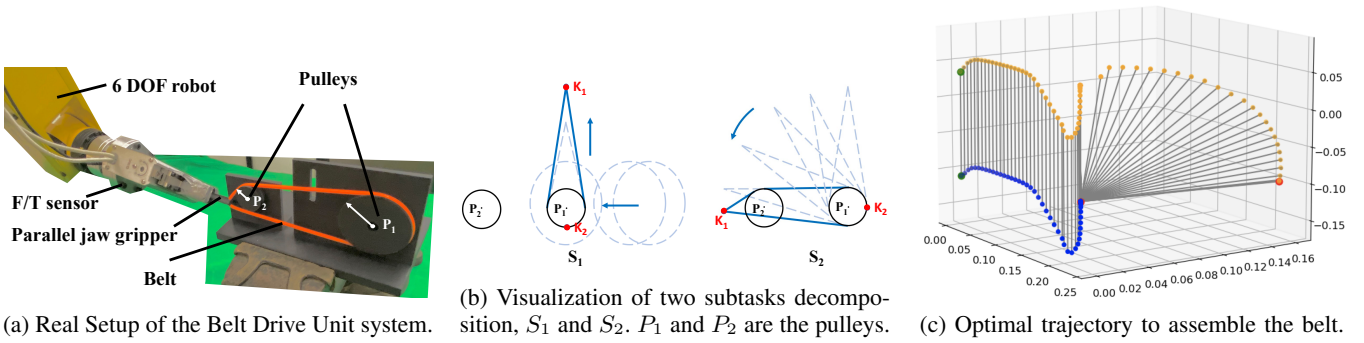 6 DOF robot
Pulleys
F/T sensor
Parallel jaw gripper
Belt
P2
P1
(a) Real Setup of the Belt Drive Unit system.
K1
P2
P1
K2
S1
K1
P2
P1
K2
S2
(b) Visualization of two subtasks decompo-
sition, S1 and S2. P1 and P2 are the pulleys.
0.05
0.00
−0.05
−0.10
−0.15
0.00
0.05
0.10
0.15
0.20
0.25
0.00 0.02 0.04 0.06 0.08 0.10 0.12 0.14 0.16
(c) Optimal trajectory to assemble the belt.